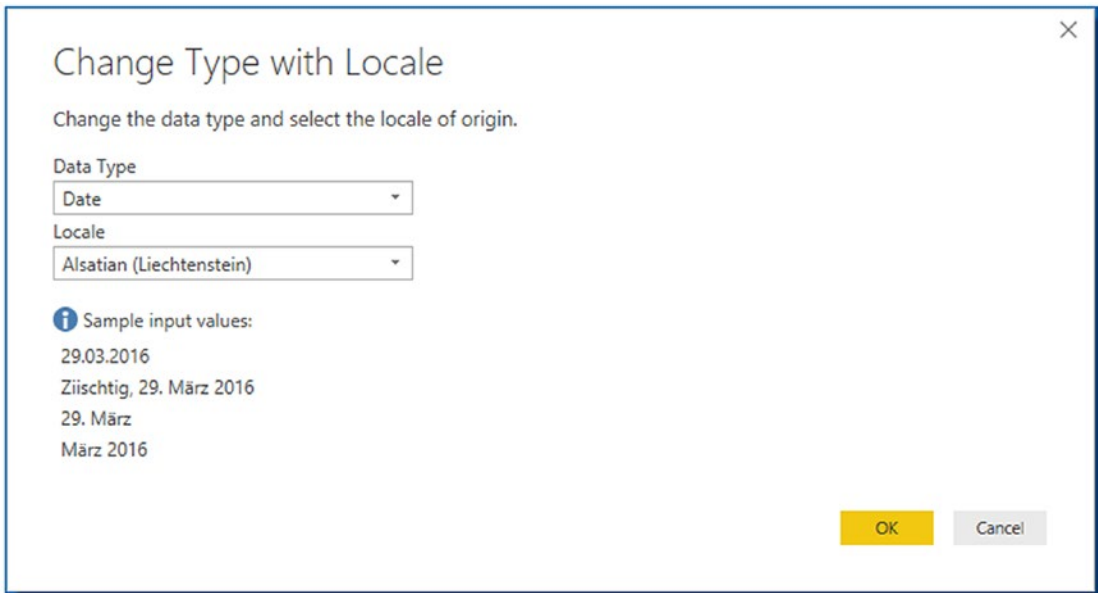 Change Type with Locale
Change the data type and select the locale of origin.
Data Type
Date
Locale
Alsatian (Liechtenstein)
Sample input values:
29.03.2016
Ziischtig, 29. März 2016
29. März
März 2016
OK Cancel